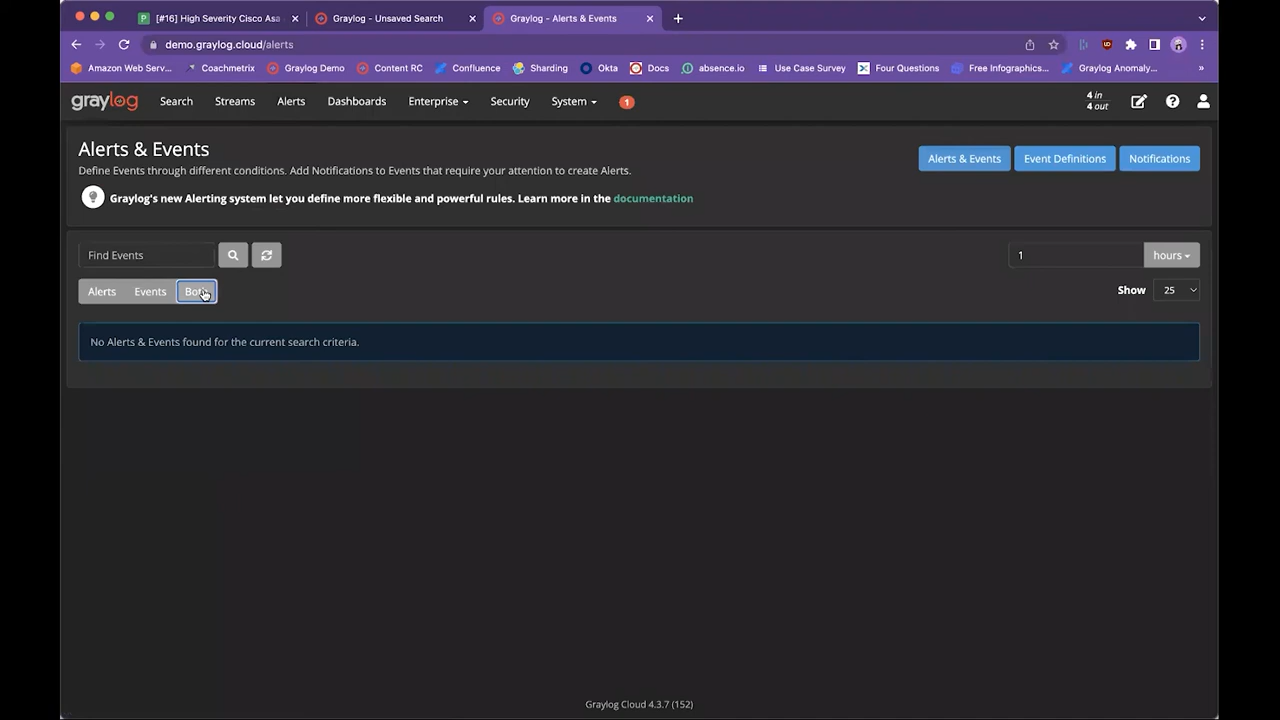 [#16] High Severity Cisco Asa
Graylog - Unsaved Search
Graylog - Alerts & Events
demo.graylog.cloud/alerts
Amazon Web Serv...
Coachmetrix
Graylog Demo
Content RC
Confluence
Sharding
Okta
Docs
absence.io
Use Case Survey
Four Questions
Free Infographics...
Graylog Anomaly...
»
graylog
Search
Streams
Alerts
Dashboards
Enterprise
Security
System
1
4 in
4 out
Alerts & Events
Define Events through different conditions. Add Notifications to Events that require your attention to create Alerts.
Graylog's new Alerting system let you define more flexible and powerful rules. Learn more in the documentation
Alerts & Events
Event Definitions
Notifications
Find Events
1
hours
Alerts
Events
Both
Show
25
No Alerts & Events found for the current search criteria.
Graylog Cloud 4.3.7 (152)